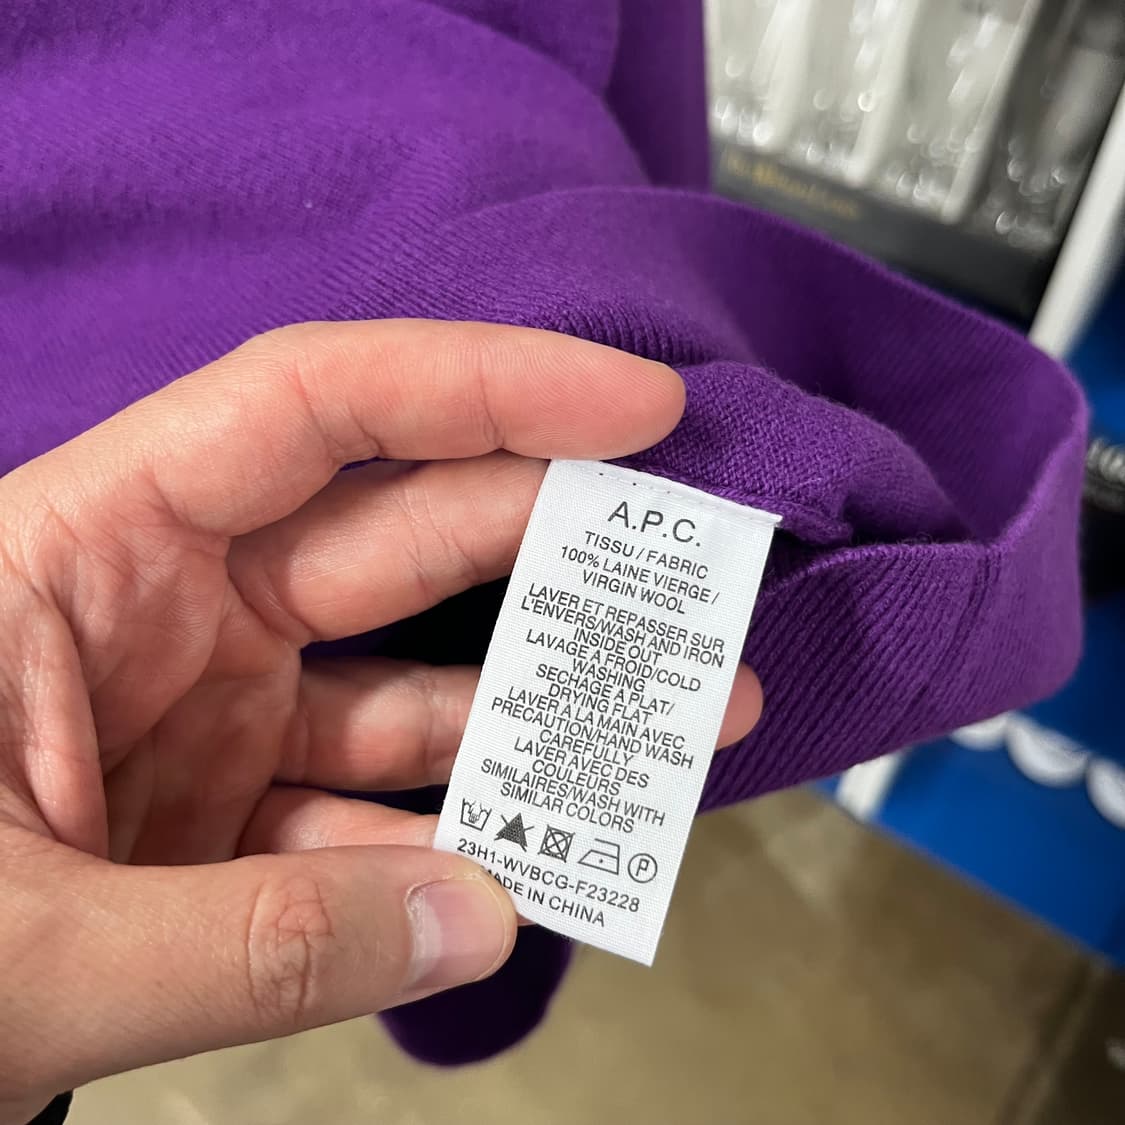 A.P.C.
TISSU / FABRIC
100% LAINE VIERGE /
VIRGIN WOOL
LAVER ET REPASSER SUR
L'ENVERS/WASH AND IRON
INSIDE OUT
LAVAGE A FROID/COLD
WASHING
SECHAGE A PLAT/
DRYING FLAT
LAVER À LA MAIN AVEC
PRECAUTION/HAND WASH
CAREFULLY
LAVER AVEC DES
COULEURS
SIMILAIRES/WASH WITH
SIMILAR COLORS
P
23H1-WVBCG-F23228
MADE IN CHINA